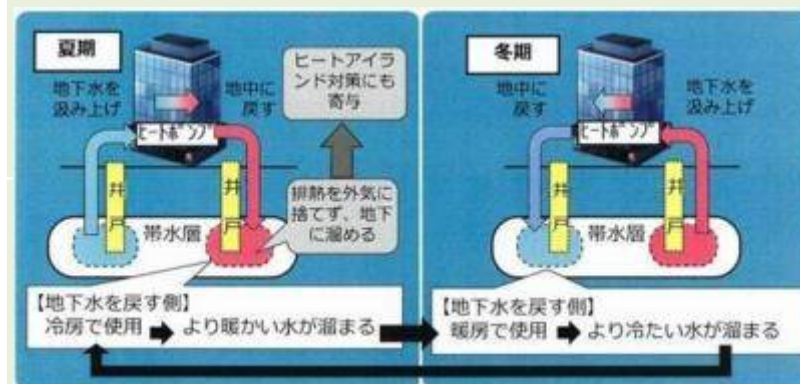 夏期
地下水を
汲み上げ
地中に
戻す
ヒートポンプ
ヒートアイラ
ンド対策にも
寄与
井
戸
井
戸
帯水層
排熱を外気に
捨てず、地下
に溜める
【地下水を戻す側】
冷房で使用 より暖かい水が溜まる
冬期
地中に
戻す
地下水を
汲み上げ
ヒートポンプ
井
戸
井
戸
帯水層
【地下水を戻す側】
暖房で使用 より冷たい水が溜まる